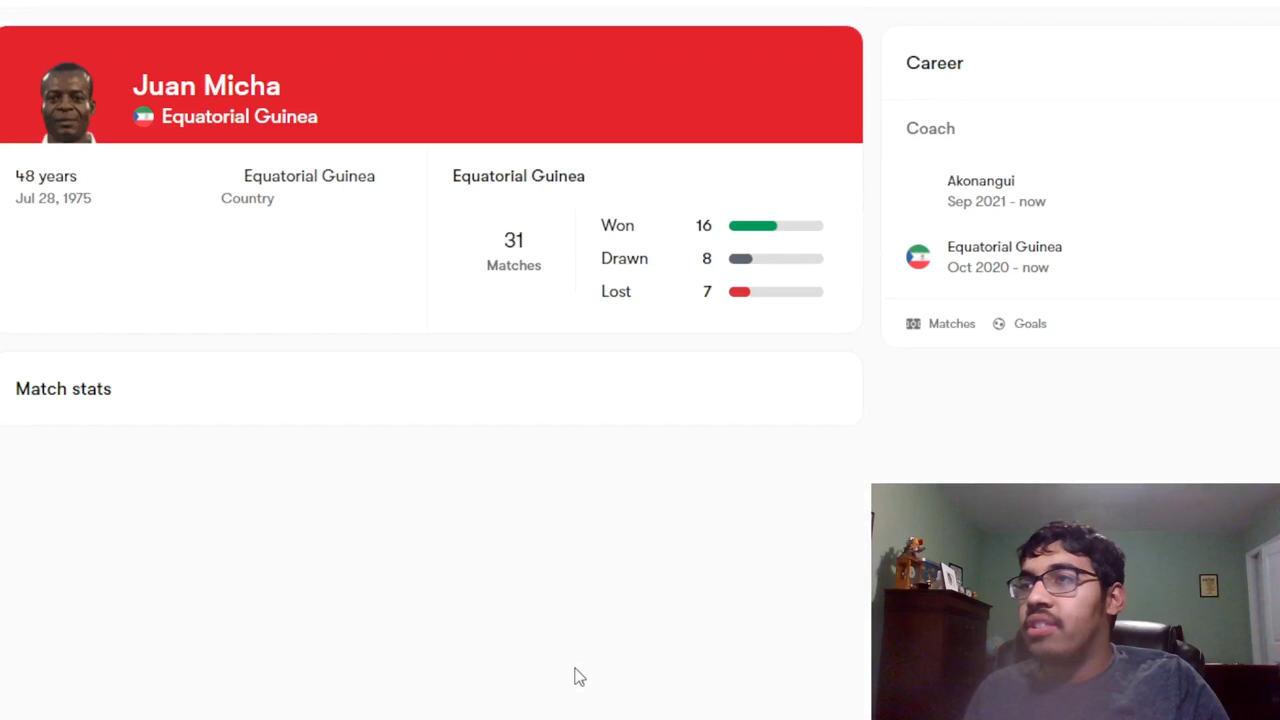 Juan Micha
Equatorial Guinea
48 years
Jul 28, 1975
Equatorial Guinea
Country
Equatorial Guinea
31
Matches
Won 16
Drawn 8
Lost 7
Match stats
Career
Coach
Akonangui
Sep 2021 - now
Equatorial Guinea
Oct 2020 - now
Matches Goals